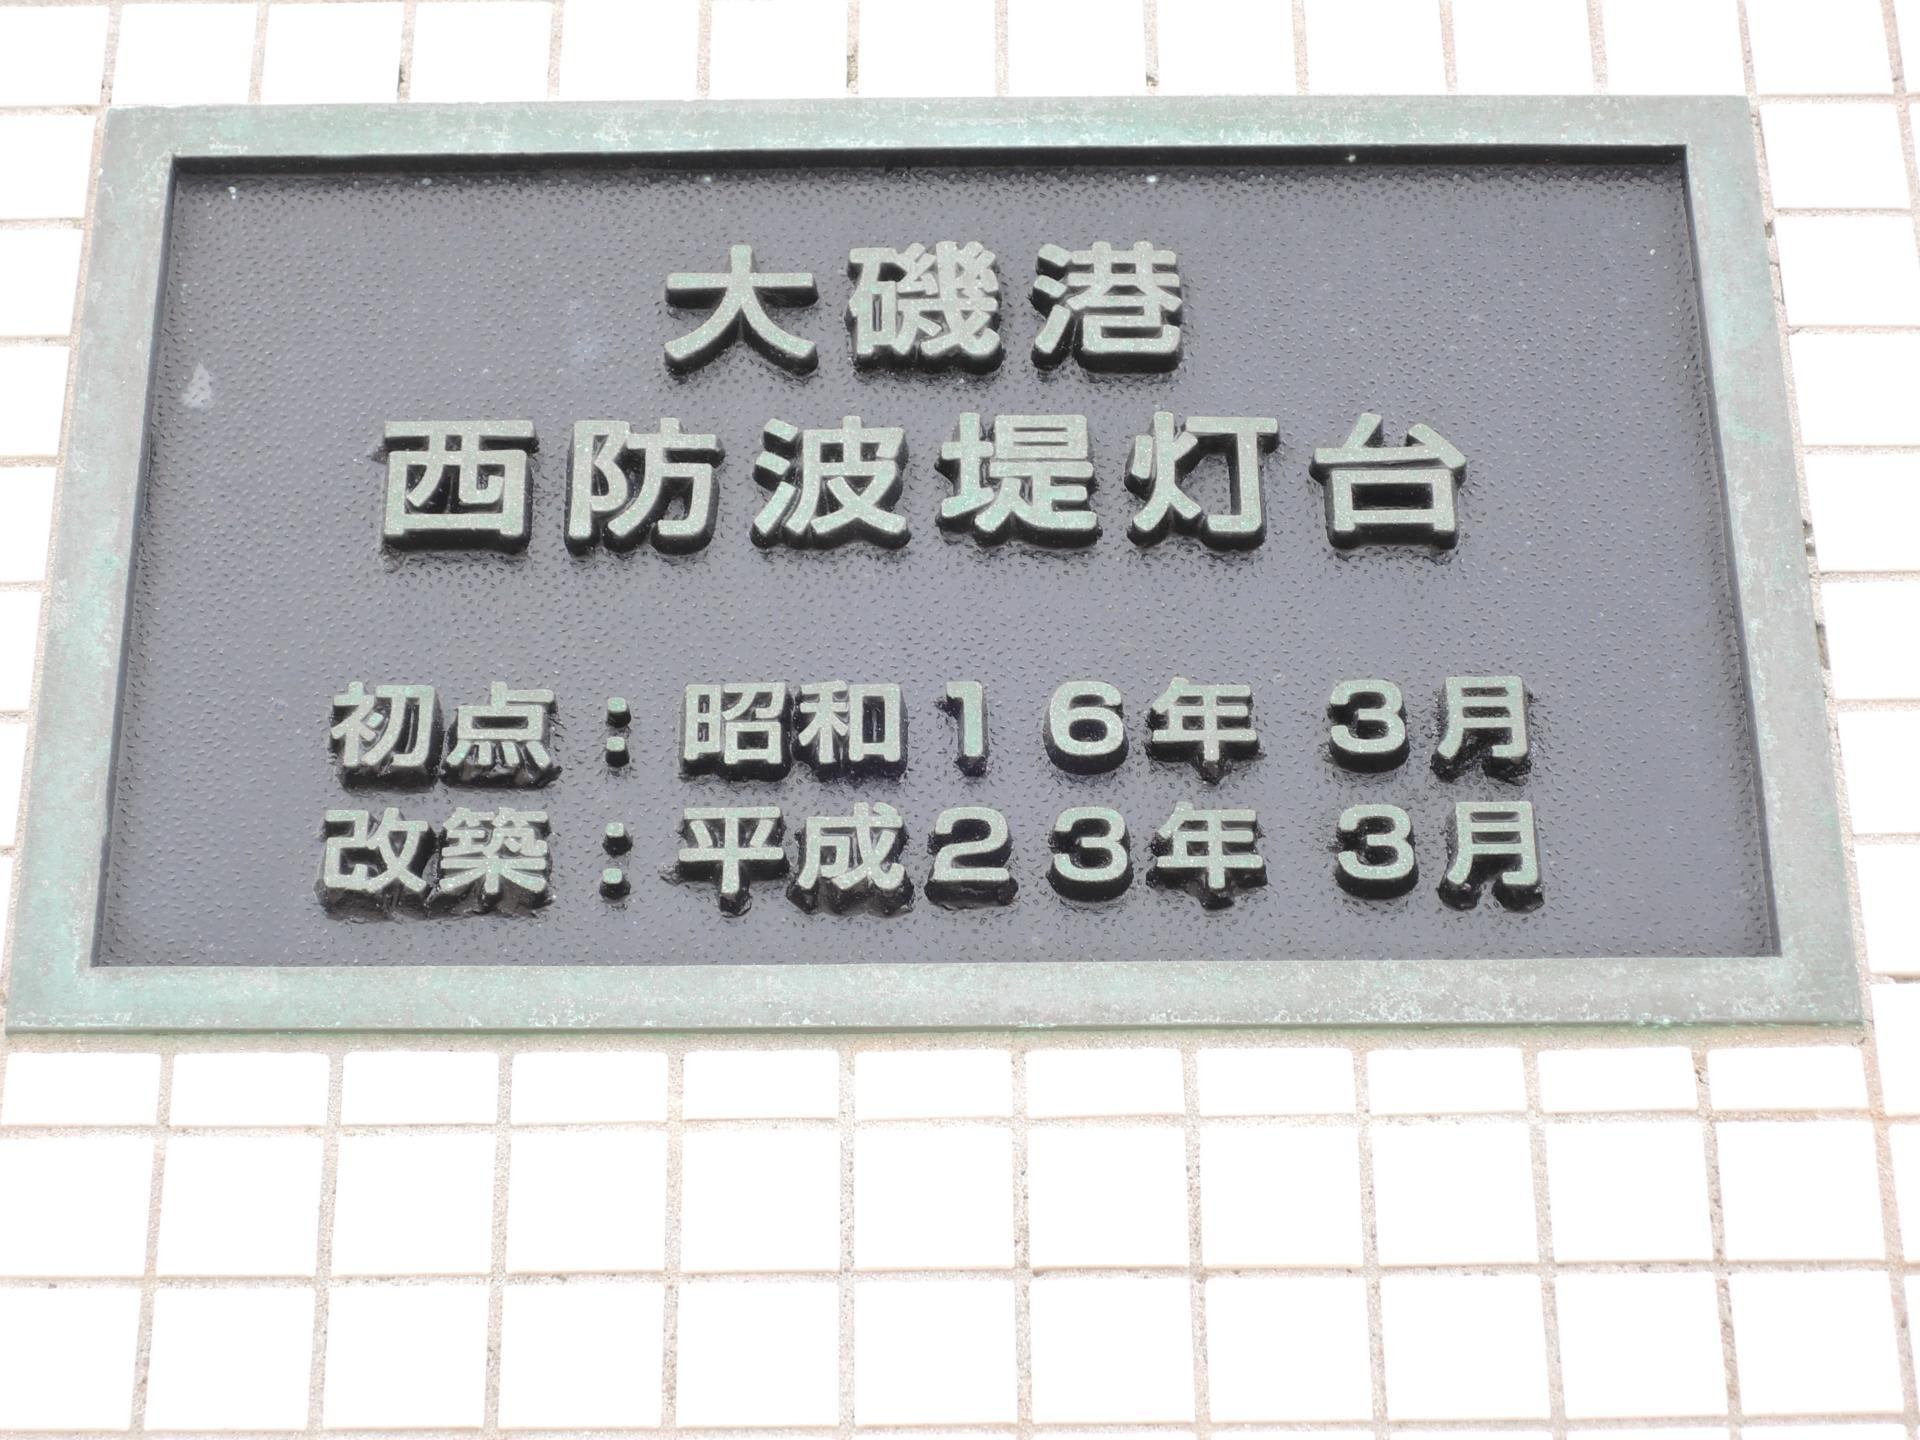 大磯港
西防波堤灯台
初点：昭和１６年 ３月
改築：平成２３年 ３月